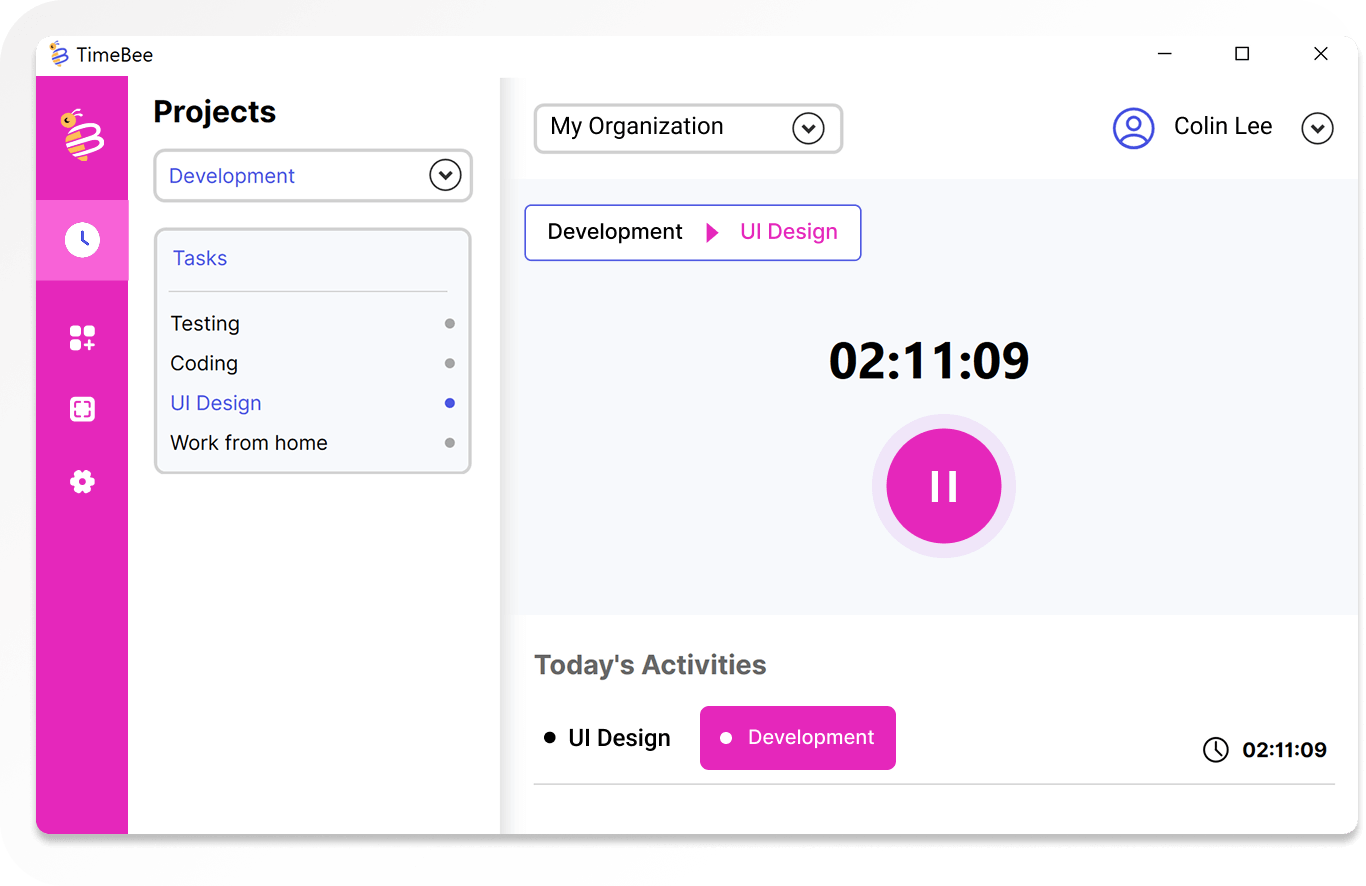 TimeBee
Projects
Development
Tasks
Testing
Coding
UI Design
Work from home
My Organization
Colin Lee
Development UI Design
02:11:09
Today's Activities
UI Design Development 02:11:09